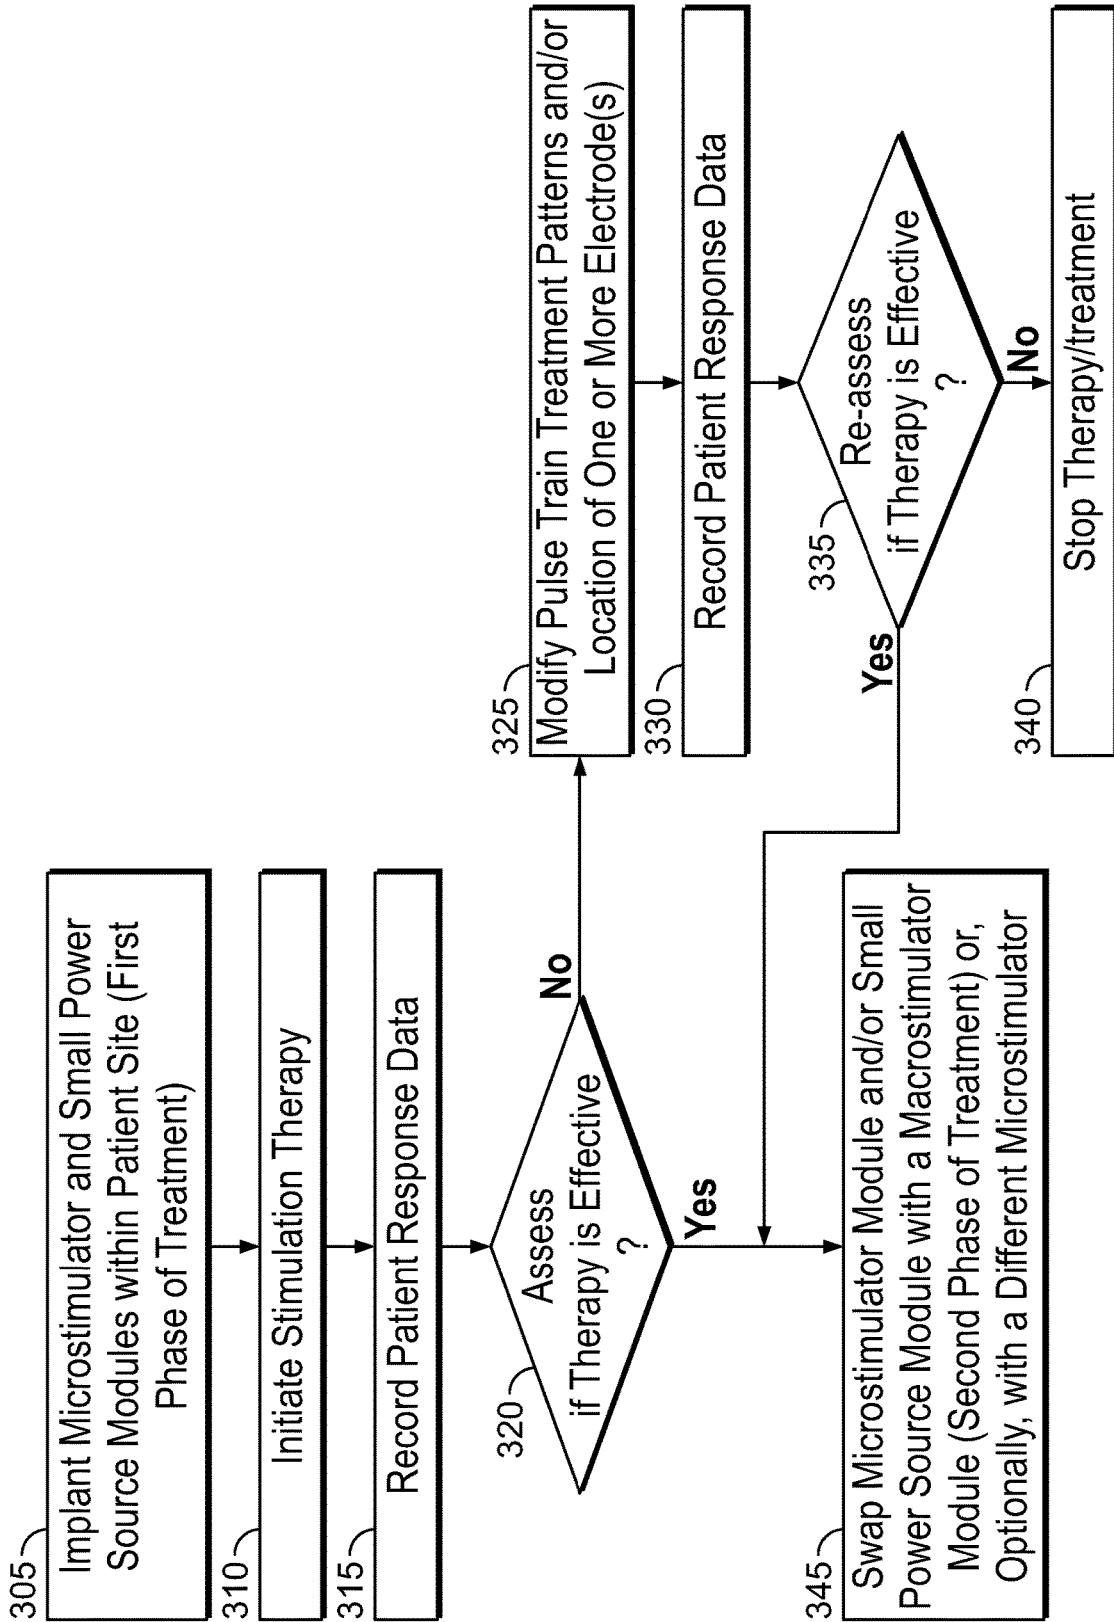 305
Implant Microstimulator and Small Power
Source Modules within Patient Site (First
Phase of Treatment)
310
Initiate Stimulation Therapy
315
Record Patient Response Data
320
Assess
if Therapy is Effective
?
No
Yes
325
Modify Pulse Train Treatment Patterns and/or
Location of One or More Electrode(s)
330
Record Patient Response Data
335
Re-assess
if Therapy is Effective
?
Yes
No
340
Stop Therapy/treatment
345
Swap Microstimulator Module and/or Small
Power Source Module with a Macrostimulator
Module (Second Phase of Treatment) or,
Optionally, with a Different Microstimulator